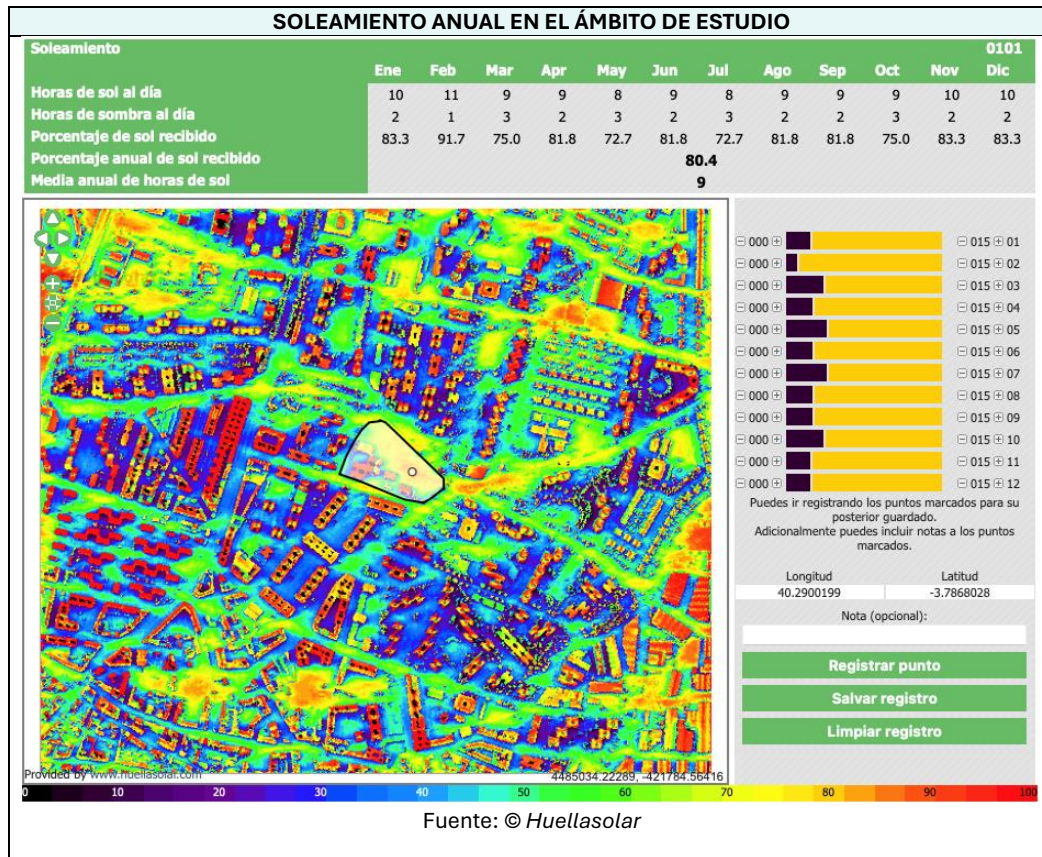 SOLEAMIENTO ANUAL EN EL ÁMBITO DE ESTUDIO
Soleamiento 0101
Ene Feb Mar Apr May Jun Jul Ago Sep Oct Nov Dic
Horas de sol al día 10 11 9 9 8 9 8 9 9 9 10 10
Horas de sombra al día 2 1 3 2 3 2 3 2 2 3 2 2
Porcentaje de sol recibido 83.3 91.7 75.0 81.8 72.7 81.8 72.7 81.8 81.8 75.0 83.3 83.3
Porcentaje anual de sol recibido 80.4
Media anual de horas de sol 9
000 015 01
000 015 02
000 015 03
000 015 04
000 015 05
000 015 06
000 015 07
000 015 08
000 015 09
000 015 10
000 015 11
000 015 12
Puedes ir registrando los puntos marcados para su
posterior guardado.
Adicionalmente puedes incluir notas a los puntos
marcados.
Longitud Latitud
40.2900199 -3.7868028
Nota (opcional):
Registrar punto
Salvar registro
Limpiar registro
Provided by www.huellasolar.com 4485034.22289, -421784.56416
0 10 20 30 40 50 60 70 80 90 100
Fuente: © Huellasolar